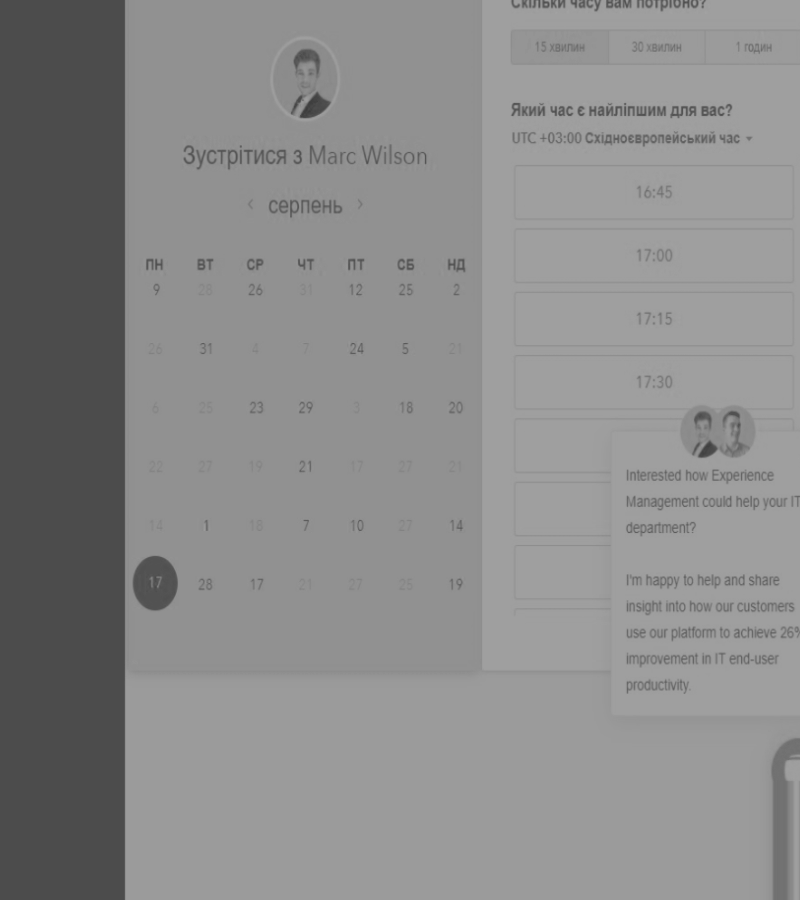 Скільки часу вам потрібно?
15 хвилин 30 хвилин 1 годин
Зустрітися з Marc Wilson
‹ серпень ›
ПН ВТ СР ЧТ ПТ СБ НД
9 28 26 31 12 25 2
26 31 4 7 24 5 21
6 25 23 29 3 18 20
22 27 19 21 17 27 21
14 1 18 7 10 27 14
17 28 17 21 27 25 19
Який час є найліпшим для вас?
UTC +03:00 Східноєвропейський час
16:45
17:00
17:15
17:30
Interested how Experience
Management could help your IT
department?
I'm happy to help and share
insight into how our customers
use our platform to achieve 26%
improvement in IT end-user
productivity.